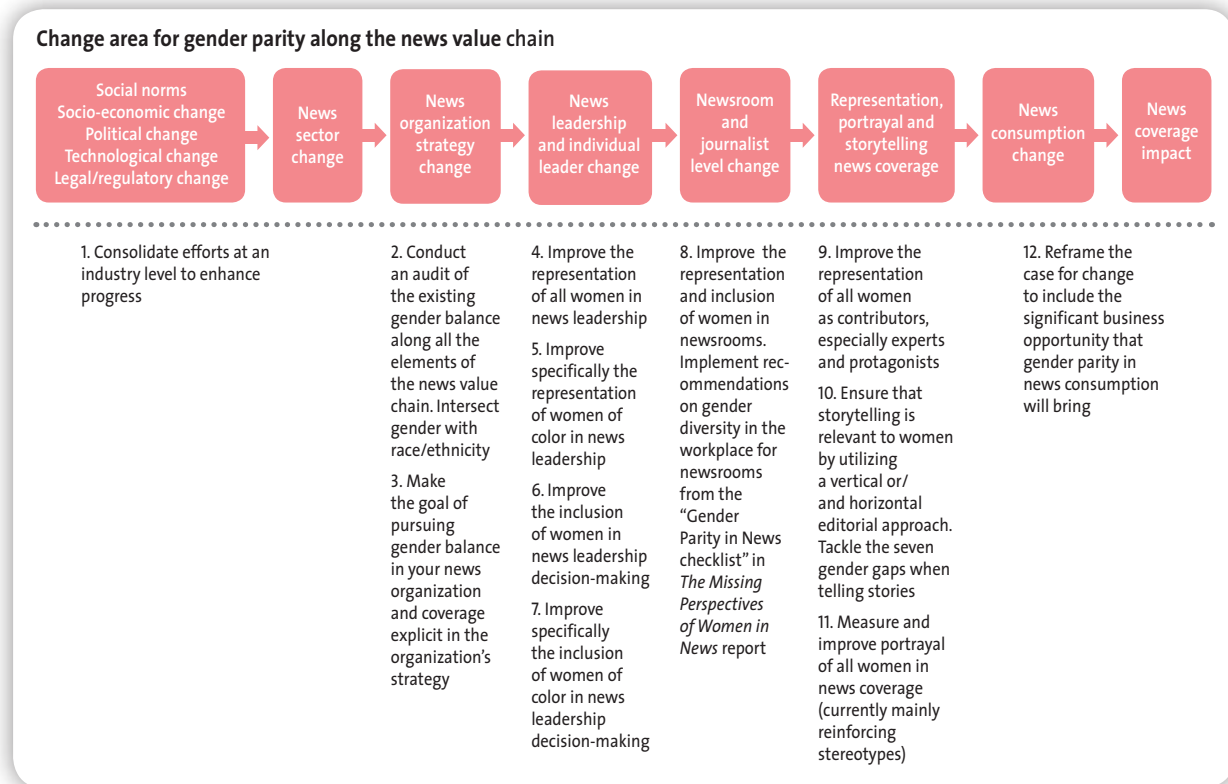 Change area for gender parity along the news value chain
Social norms
Socio-economic change
Political change
Technological change
Legal/regulatory change
News
sector
change
News
organization
strategy
change
News
leadership
and individual
leader change
Newsroom
and
journalist
level change
Representation,
portrayal and
storytelling
news coverage
News
consumption
change
News
coverage
impact
1. Consolidate efforts at an
industry level to enhance
progress
2. Conduct
an audit of
the existing
gender balance
along all the
elements of
the news value
chain. Intersect
gender with
race/ethnicity
3. Make
the goal of
pursuing
gender balance
in your news
organization
and coverage
explicit in the
organization's
strategy
4. Improve the
representation
of all women in
news leadership
5. Improve
specifically the
representation
of women of
color in news
leadership
6. Improve
the inclusion
of women in
news leadership
decision-making
7. Improve
specifically
the inclusion
of women of
color in news
leadership
decision-making
8. Improve the
representation
and inclusion
of women in
newsrooms.
Implement rec-
ommendations
on gender
diversity in the
workplace for
newsrooms
from the
“Gender
Parity in News
checklist” in
The Missing
Perspectives
of Women in
News report
9. Improve the
representation
of all women
as contributors,
especially experts
and protagonists
10. Ensure that
storytelling is
relevant to women
by utilizing
a vertical or/
and horizontal
editorial approach.
Tackle the seven
gender gaps when
telling stories
11. Measure and
improve portrayal
of all women in
news coverage
(currently mainly
reinforcing
stereotypes)
12. Reframe the
case for change
to include the
significant business
opportunity that
gender parity in
news consumption
will bring